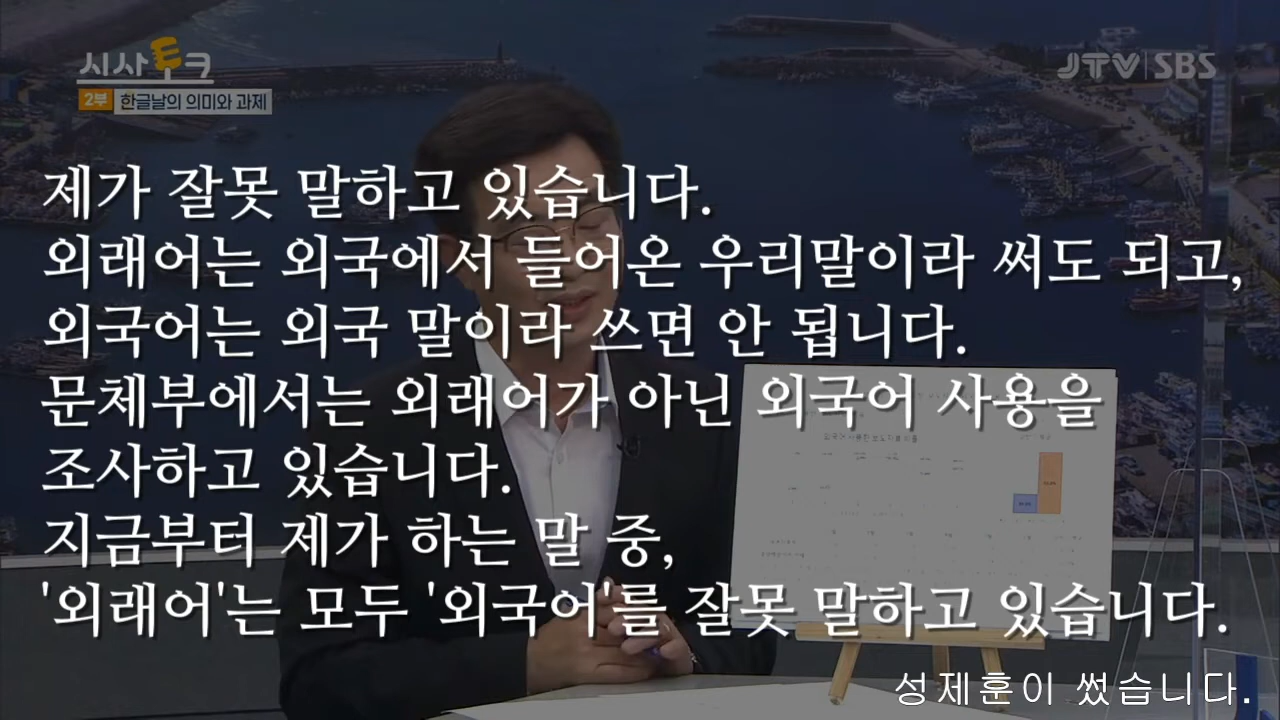 시사토크
JTV SBS
2부 한글날의 의미와 과제
제가 잘못 말하고 있습니다.
외래어는 외국에서 들어온 우리말이라 써도 되고,
외국어는 외국 말이라 쓰면 안 됩니다.
문체부에서는 외래어가 아닌 외국어 사용을
조사하고 있습니다.
지금부터 제가 하는 말 중,
'외래어'는 모두 '외국어'를 잘못 말하고 있습니다.
성제훈이 썼습니다.